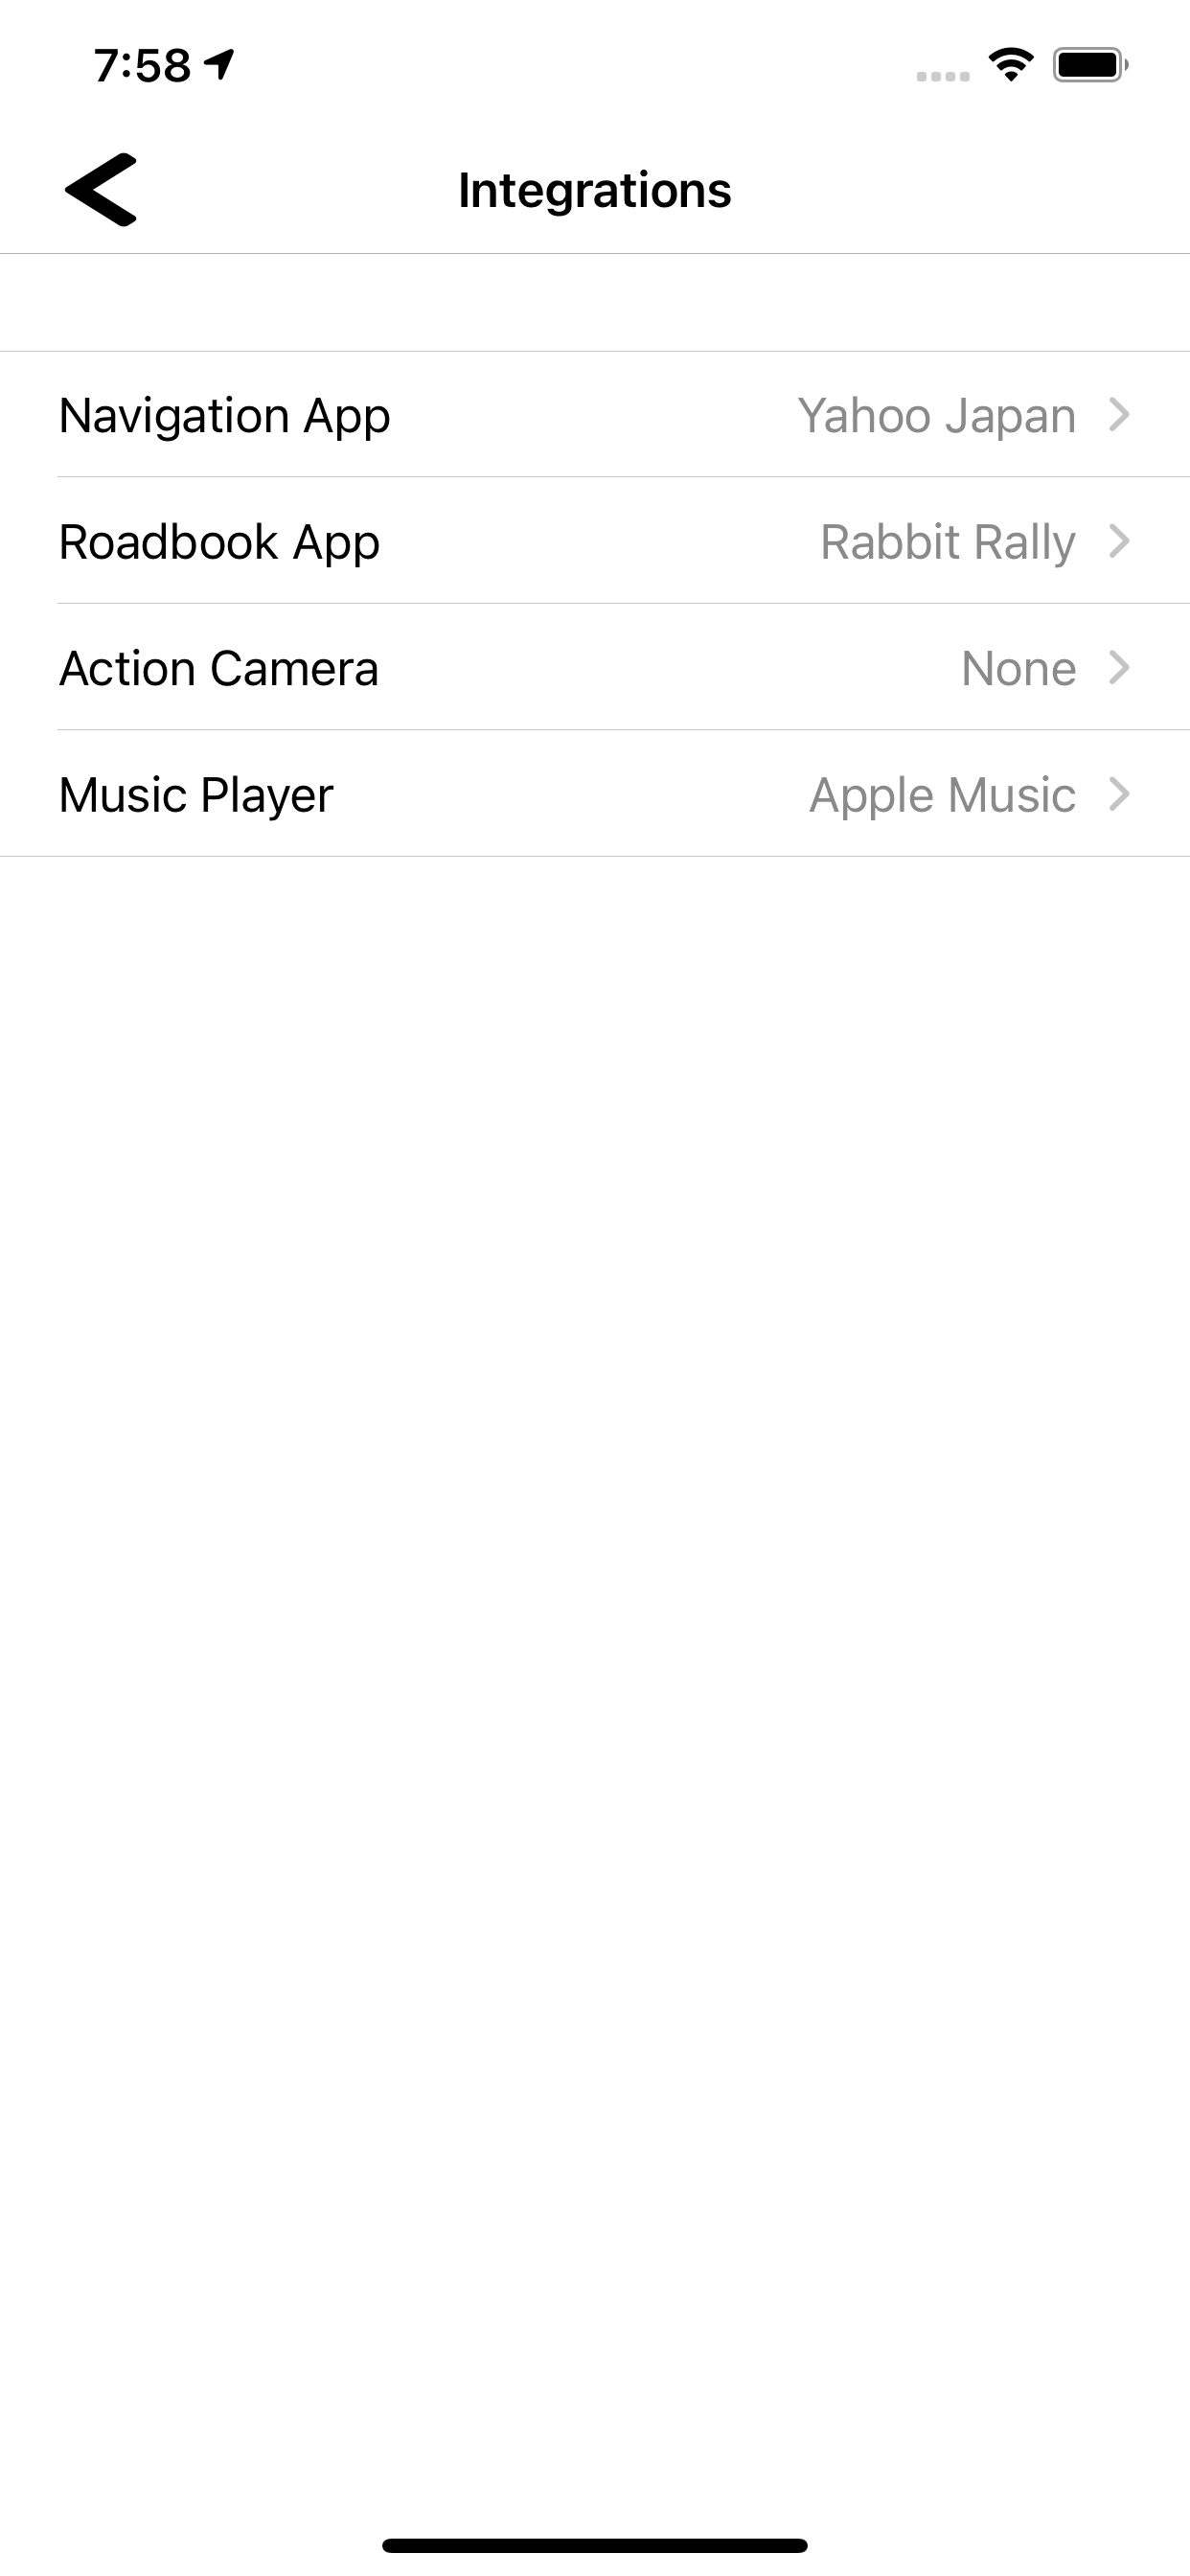 7:58
Integrations
Navigation App Yahoo Japan
Roadbook App Rabbit Rally
Action Camera None
Music Player Apple Music